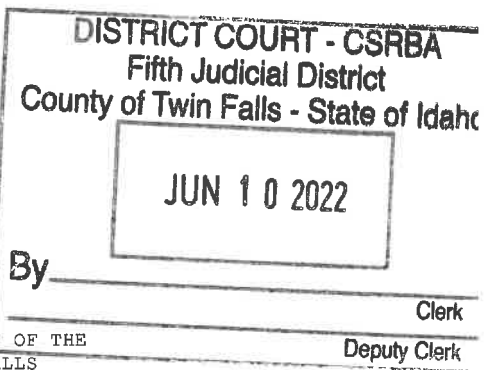 DISTRICT COURT - CSRBA
Fifth Judicial District
County of Twin Falls - State of Idaho
JUN 1 0 2022
By
Clerk
OF THE
Deputy Clerk
LLS